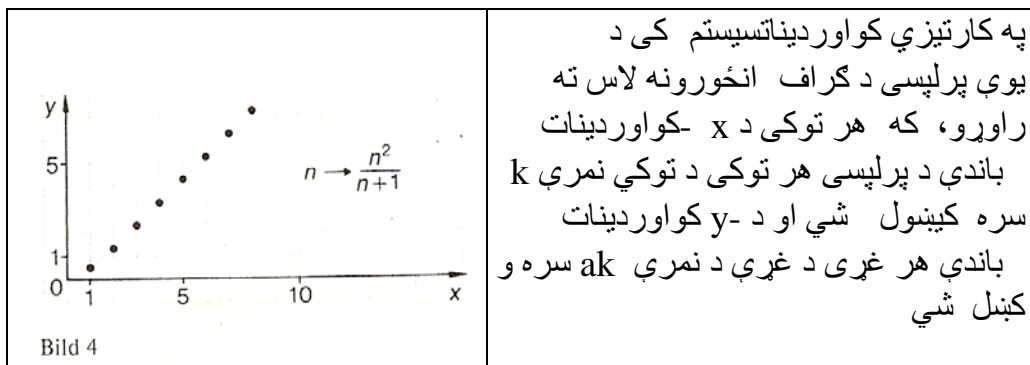 په کارتیزي کواوردیناتسیستم کی د
یوې پرلپسی د ګراف انځورونه لاس ته
راوړو، که هر توکی د x -کواوردینات
باندې د پرلپسی هر توکی د توکي نمرې k
سره کیښول شي او د -y کواوردینات
باندې هر غړی د غړې د نمرې ak سره و
کښل شي
y
5
1
0
1
5
10
x
n → n²/(n+1)
Bild 4